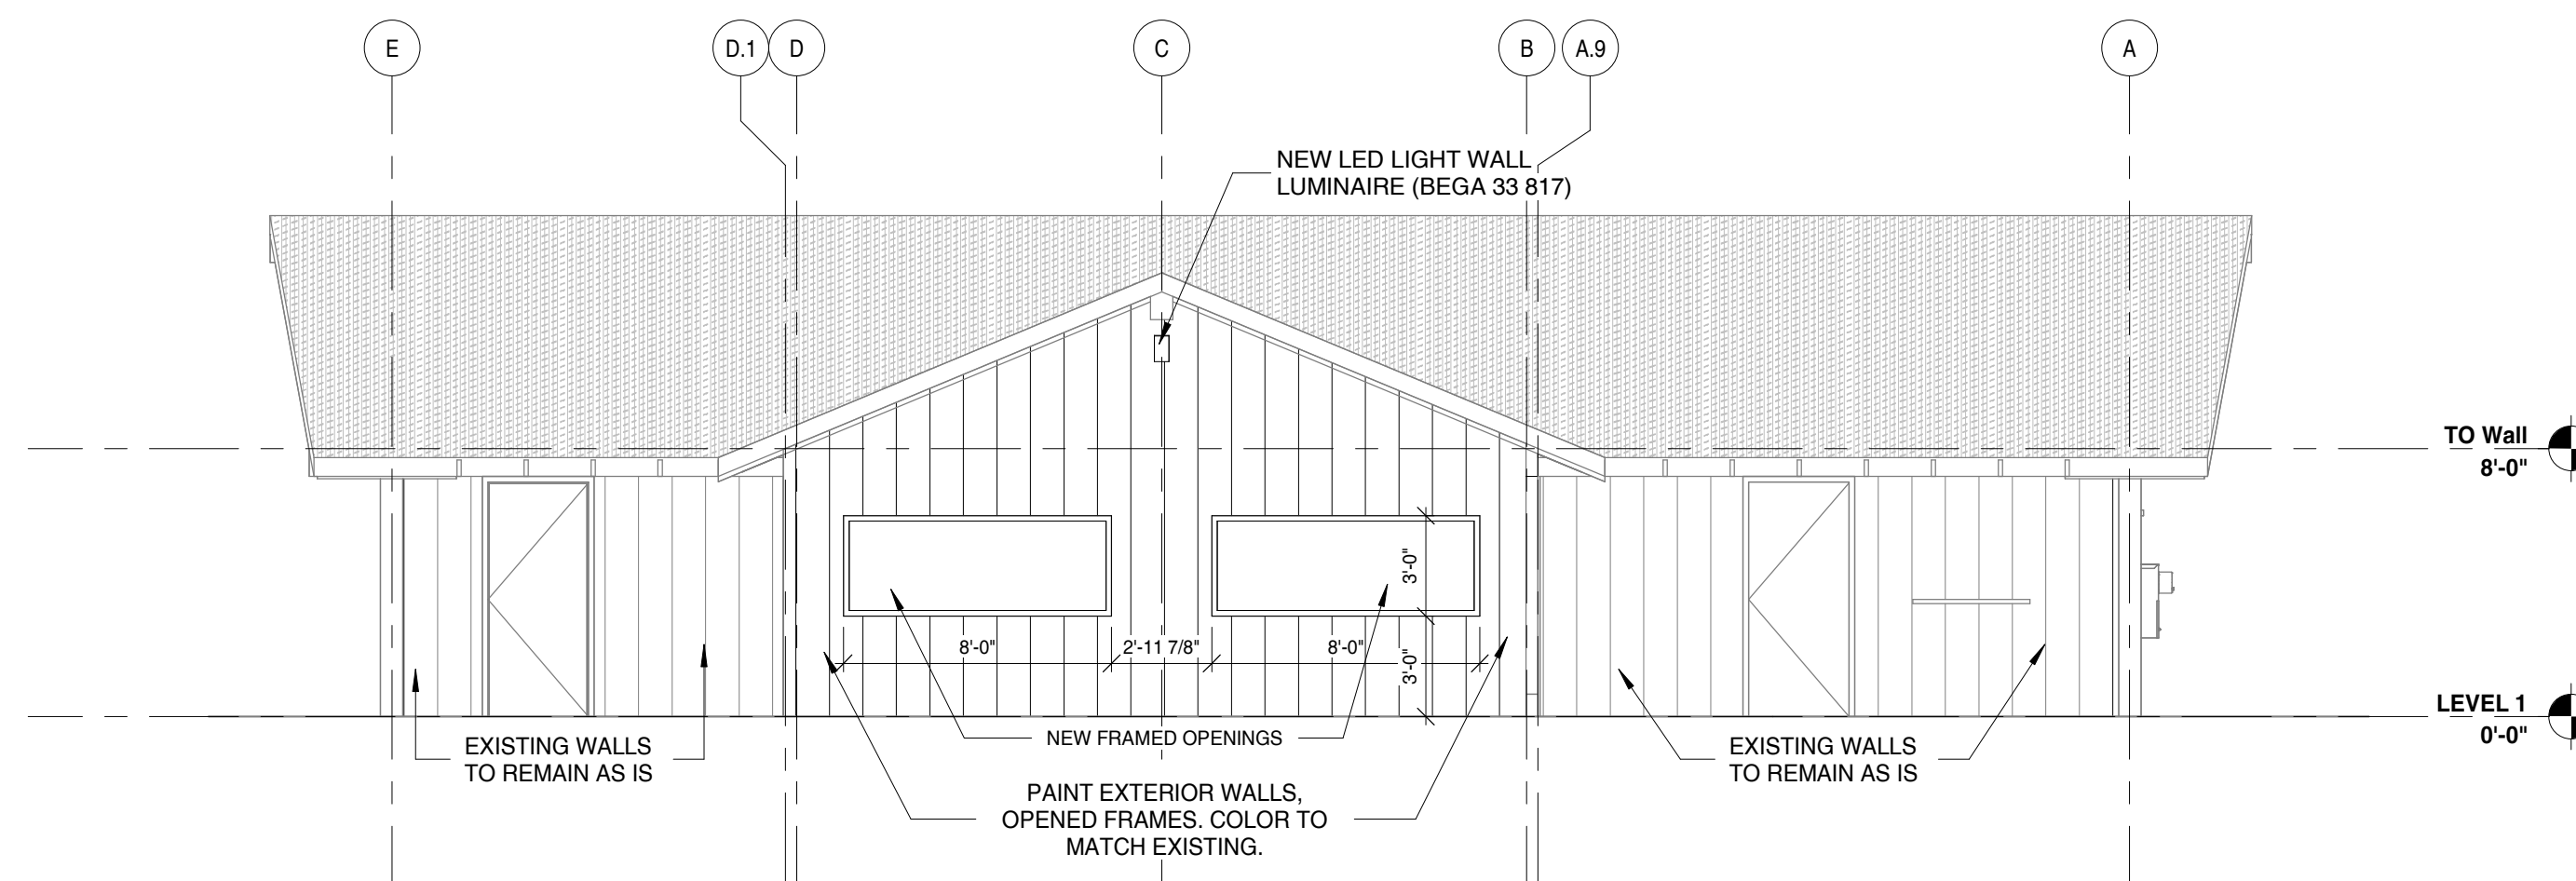 E
D.1
D
C
B
A.9
A
NEW LED LIGHT WALL
LUMINAIRE (BEGA 33 817)
TO Wall
8'-0"
3'-0"
8'-0"
2'-11 7/8"
8'-0"
3'-0"
LEVEL 1
0'-0"
NEW FRAMED OPENINGS
EXISTING WALLS
TO REMAIN AS IS
EXISTING WALLS
TO REMAIN AS IS
PAINT EXTERIOR WALLS,
OPENED FRAMES. COLOR TO
MATCH EXISTING.